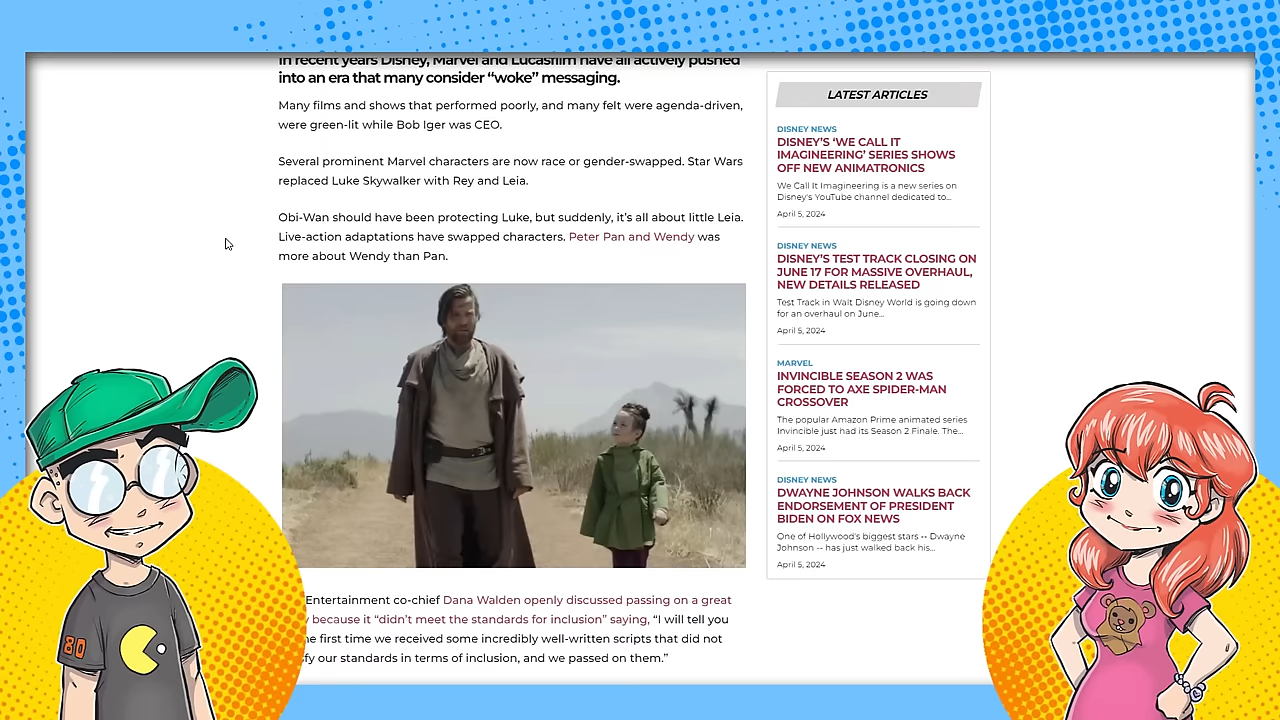 In recent years Disney, Marvel and Lucasfilm have all actively pushed
into an era that many consider “woke” messaging.
Many films and shows that performed poorly, and many felt were agenda-driven,
were green-lit while Bob Iger was CEO.
Several prominent Marvel characters are now race or gender-swapped. Star Wars
replaced Luke Skywalker with Rey and Leia.
Obi-Wan should have been protecting Luke, but suddenly, it’s all about little Leia.
Live-action adaptations have swapped characters. Peter Pan and Wendy was
more about Wendy than Pan.
Entertainment co-chief Dana Walden openly discussed passing on a great
because it “didn’t meet the standards for inclusion” saying, “I will tell you
first time we received some incredibly well-written scripts that did not
our standards in terms of inclusion, and we passed on them.”
LATEST ARTICLES
DISNEY NEWS
DISNEY’S ‘WE CALL IT
IMAGINEERING’ SERIES SHOWS
OFF NEW ANIMATRONICS
We Call It Imagineering is a new series on
Disney's YouTube channel dedicated to...
April 5, 2024
DISNEY NEWS
DISNEY’S TEST TRACK CLOSING ON
JUNE 17 FOR MASSIVE OVERHAUL,
NEW DETAILS RELEASED
Test Track in Walt Disney World is going down
for an overhaul on June...
April 5, 2024
MARVEL
INVINCIBLE SEASON 2 WAS
FORCED TO AXE SPIDER-MAN
CROSSOVER
The popular Amazon Prime animated series
Invincible just had its Season 2 Finale. The...
April 5, 2024
DISNEY NEWS
DWAYNE JOHNSON WALKS BACK
ENDORSEMENT OF PRESIDENT
BIDEN ON FOX NEWS
One of Hollywood's biggest stars -- Dwayne
Johnson -- has just walked back his...
April 5, 2024
80